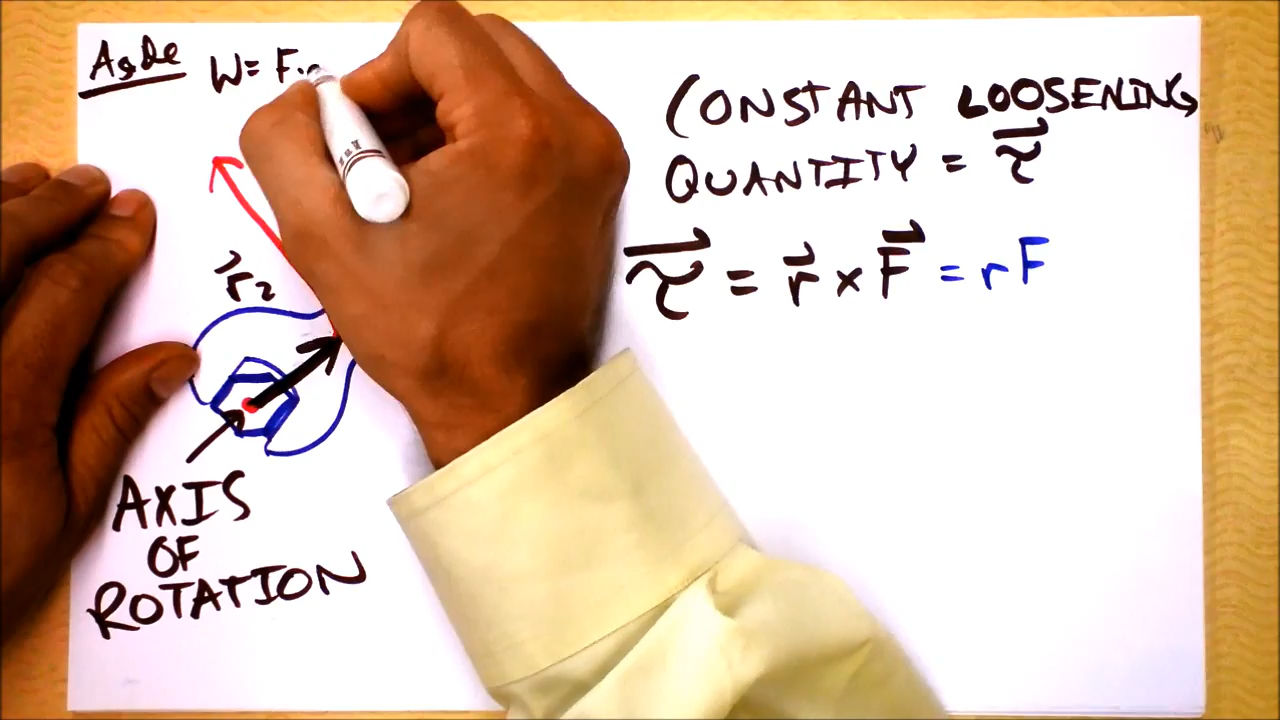 Aside W = F·
CONSTANT LOOSENING
QUANTITY = τ⃗
τ⃗ = r⃗ × F⃗ = rF
r⃗₂
AXIS
OF
ROTATION